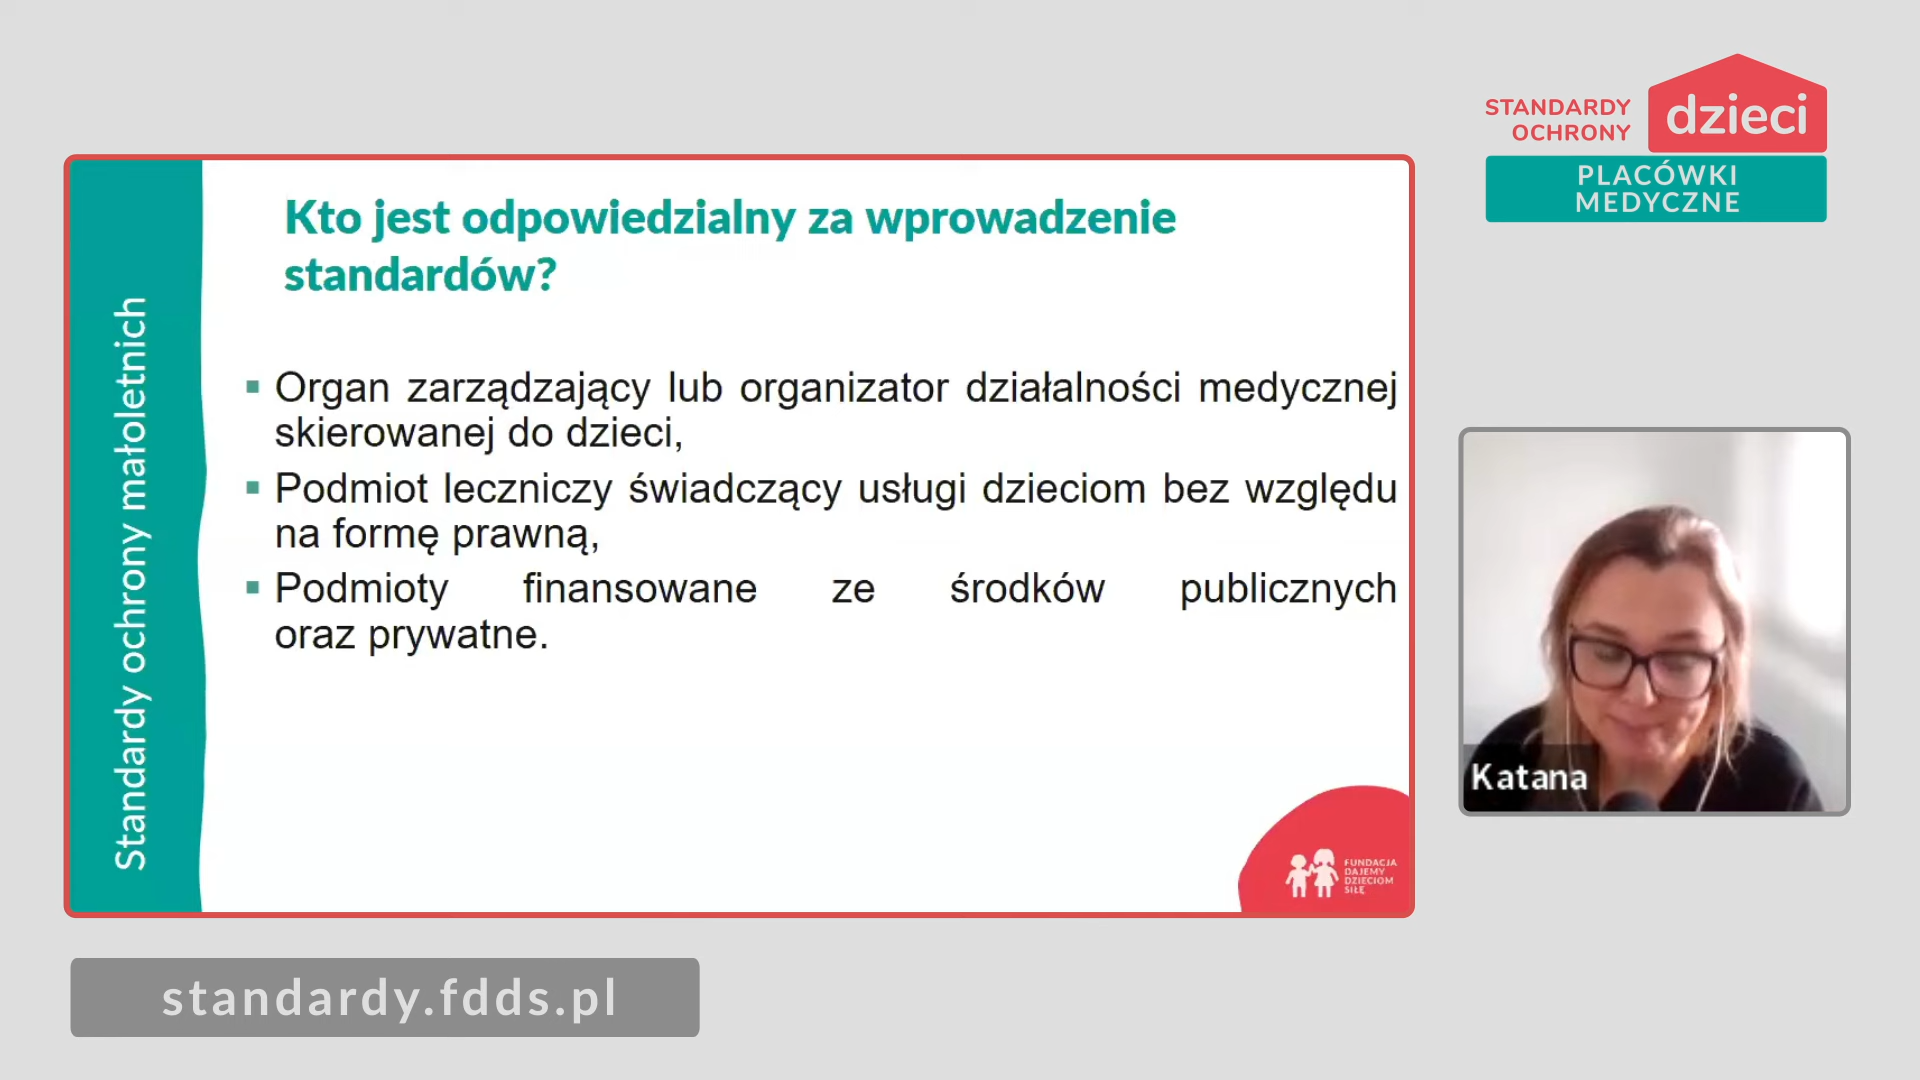 STANDARDY
OCHRONY
dzieci
PLACÓWKI
MEDYCZNE
Standardy ochrony małoletnich
Kto jest odpowiedzialny za wprowadzenie
standardów?
▪ Organ zarządzający lub organizator działalności medycznej
skierowanej do dzieci,
▪ Podmiot leczniczy świadczący usługi dzieciom bez względu
na formę prawną,
▪ Podmioty finansowane ze środków publicznych
oraz prywatne.
FUNDACJA
DAJEMY
DZIECIOM
SIŁĘ
Katana
standardy.fdds.pl